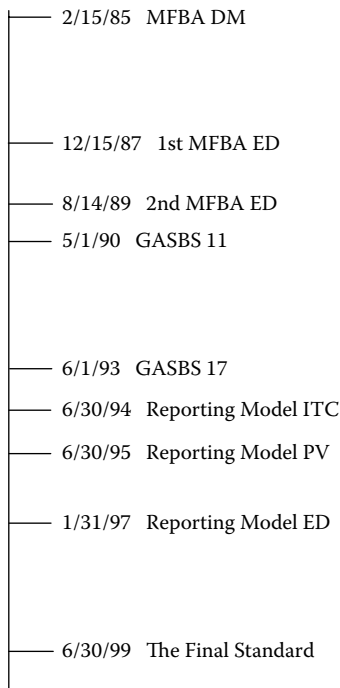 2/15/85 MFBA DM
12/15/87 1st MFBA ED
8/14/89 2nd MFBA ED
5/1/90 GASBS 11
6/1/93 GASBS 17
6/30/94 Reporting Model ITC
6/30/95 Reporting Model PV
1/31/97 Reporting Model ED
6/30/99 The Final Standard